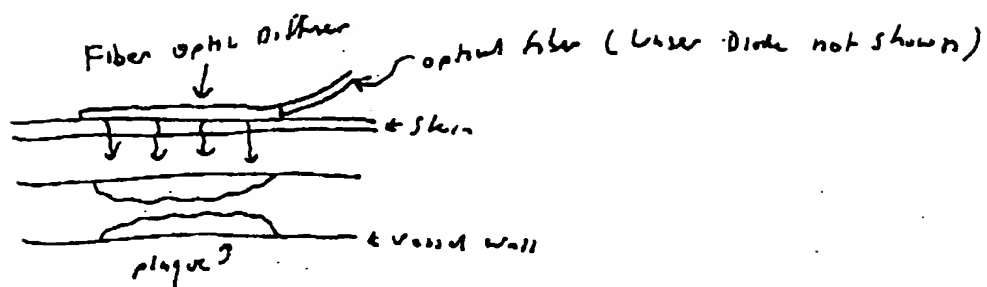 Fiber Optic Diffuser
optical fiber (Laser Diode not shown)
skin
vessel wall
plaque